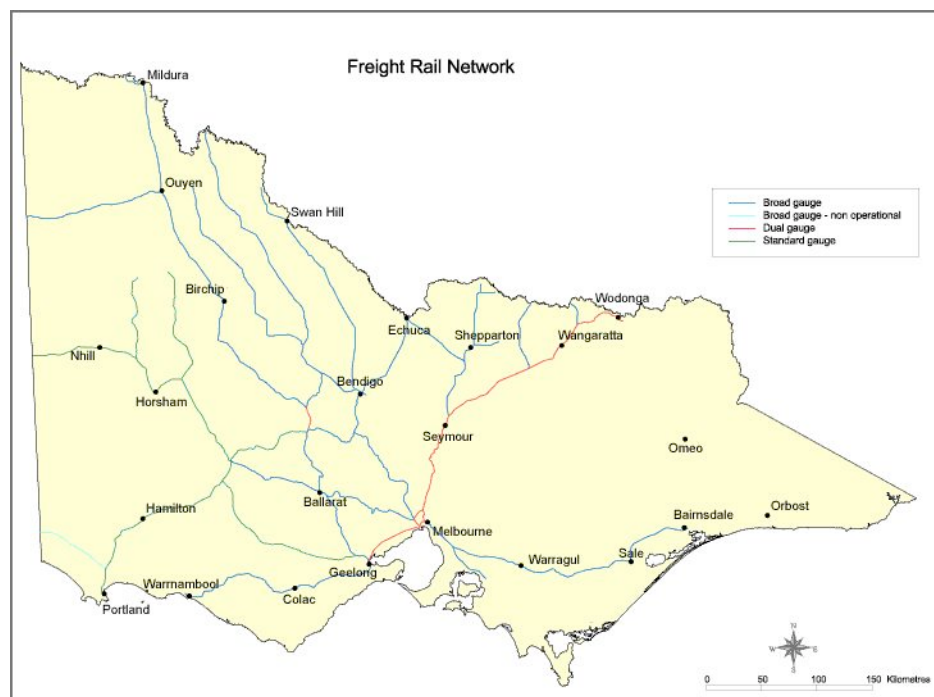 Freight Rail Network
Mildura
Ouyen
Swan Hill
Broad gauge
Broad gauge - non operational
Dual gauge
Standard gauge
Birchip
Wodonga
Echuca
Shepparton
Wangaratta
Nhill
Bendigo
Horsham
Seymour
Omeo
Ballarat
Hamilton
Melbourne
Bairnsdale
Orbost
Warragul
Sale
Geelong
Warrnambool
Colac
Portland
N
W
E
S
0 50 100 150 Kilometres